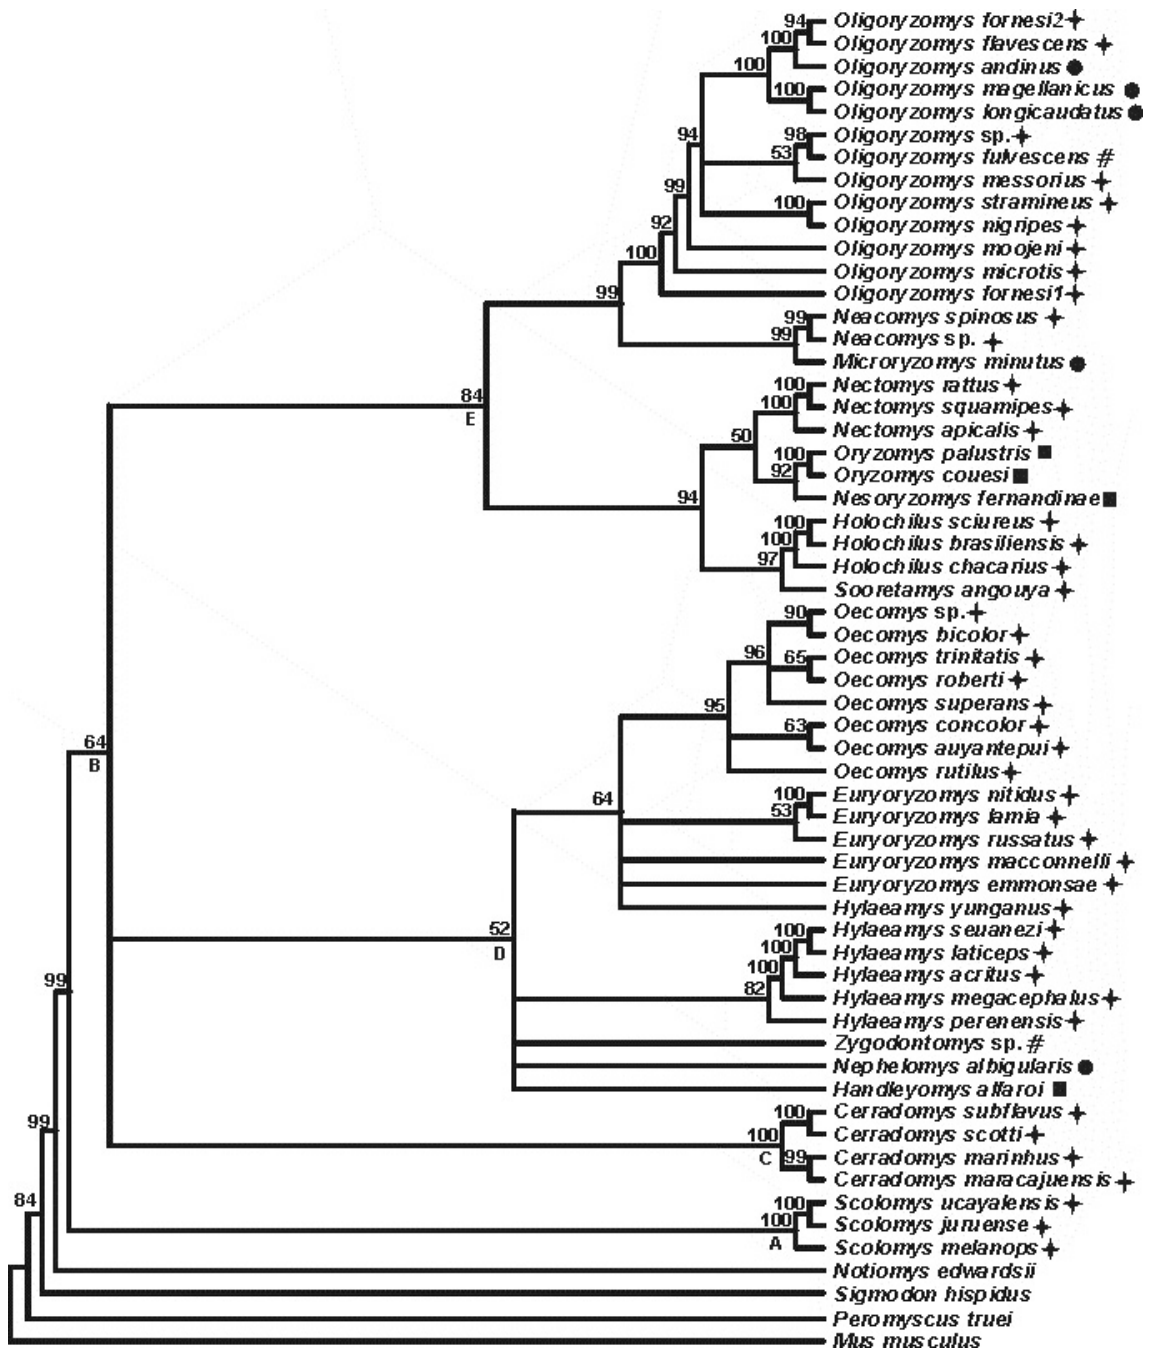 94 Oligoryzomys fornesi2
100 Oligoryzomys flavescens
100 Oligoryzomys andinus
100 Oligoryzomys magellanicus
Oligoryzomys longicaudatus
94 98 Oligoryzomys sp.
53 Oligoryzomys fulvescens #
Oligoryzomys messorius
99 100 Oligoryzomys stramineus
92 Oligoryzomys nigripes
100 Oligoryzomys moojeni
Oligoryzomys microtis
99 Oligoryzomys fornesi1
99 Neacomys spinosus
99 Neacomys sp.
Microryzomys minutus
84 100 Nectomys rattus
E 100 Nectomys squamipes
50 Nectomys apicalis
100 Oryzomys palustris
92 Oryzomys couesi
94 Nesoryzomys fernandinae
100 Holochilus sciureus
100 Holochilus brasiliensis
97 Holochilus chacarius
Sooretamys angouya
90 Oecomys sp.
Oecomys bicolor
96 65 Oecomys trinitatis
Oecomys roberti
95 Oecomys superans
63 Oecomys concolor
64 Oecomys auyantepui
B Oecomys rutilus
64 100 Euryoryzomys nitidus
53 Euryoryzomys lamia
Euryoryzomys russatus
Euryoryzomys macconnelli
Euryoryzomys emmonsae
Hylaeamys yunganus
52 100 Hylaeamys seuanezi
D 100 Hylaeamys laticeps
99 100 Hylaeamys acritus
82 Hylaeamys megacephalus
Hylaeamys perenensis
Zygodontomys sp. #
Nephelomys albigularis
Handleyomys alfaroi
99 100 Cerradomys subflavus
100 Cerradomys scotti
C 99 Cerradomys marinhus
Cerradomys maracajuensis
84 100 Scolomys ucayalensis
100 Scolomys juruense
A Scolomys melanops
Notiomys edwardsii
Sigmodon hispidus
Peromyscus truei
Mus musculus